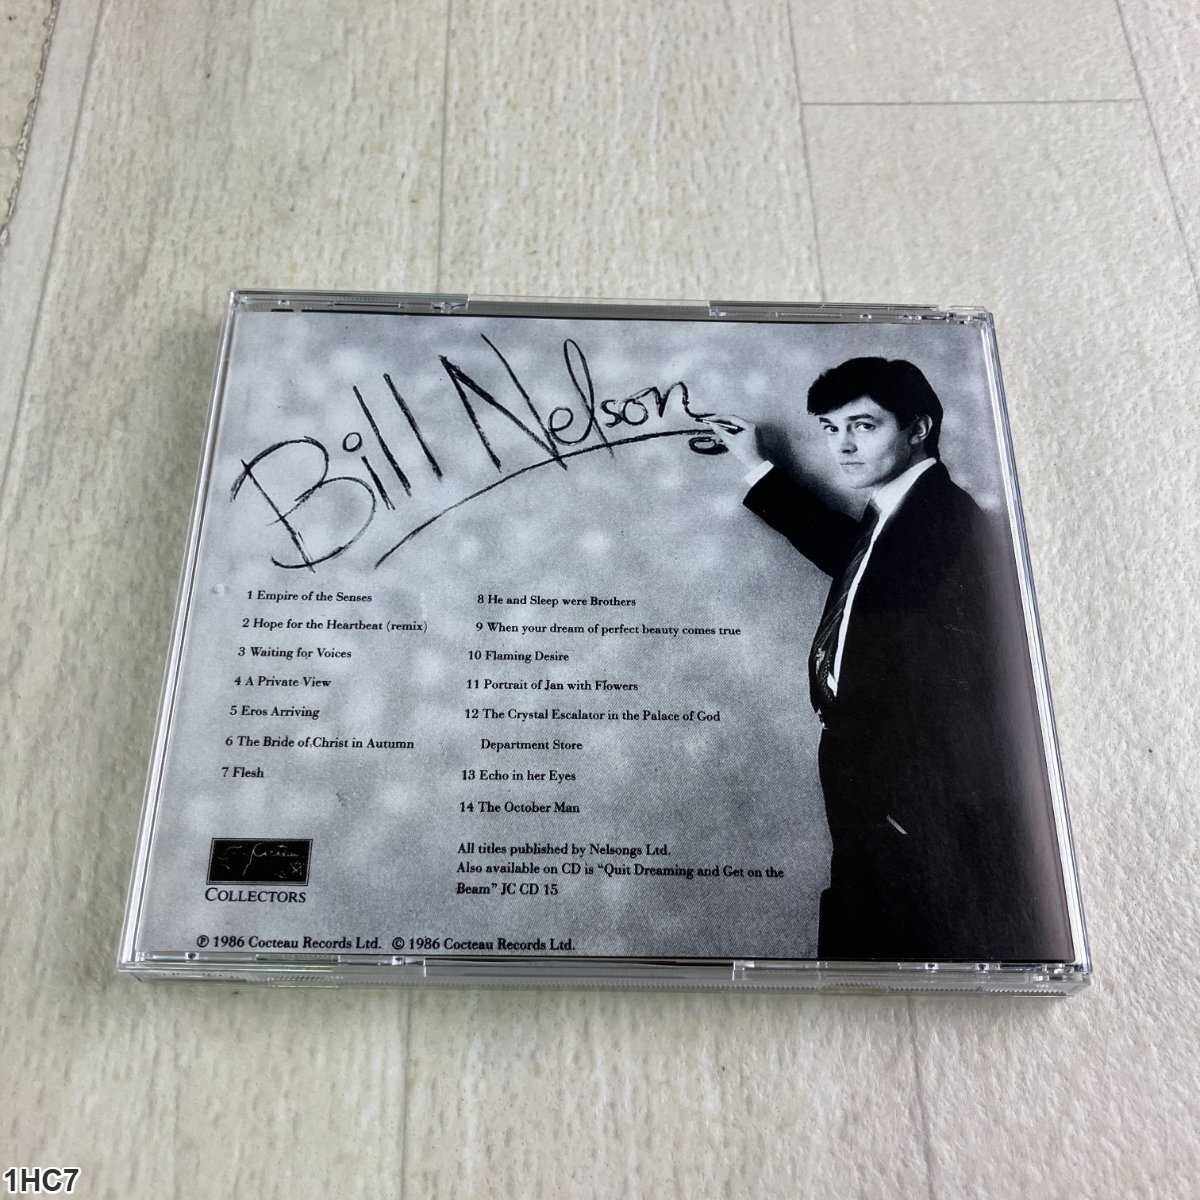 Bill Nelson
1 Empire of the Senses
2 Hope for the Heartbeat (remix)
3 Waiting for Voices
4 A Private View
5 Eros Arriving
6 The Bride of Christ in Autumn
7 Flesh
8 He and Sleep were Brothers
9 When your dream of perfect beauty comes true
10 Flaming Desire
11 Portrait of Jan with Flowers
12 The Crystal Escalator in the Palace of God
Department Store
13 Echo in her Eyes
14 The October Man
All titles published by Nelsongs Ltd.
Also available on CD is “Quit Dreaming and Get on the
Beam” JC CD 15
Cocteau
COLLECTORS
℗ 1986 Cocteau Records Ltd. © 1986 Cocteau Records Ltd.
1HC7